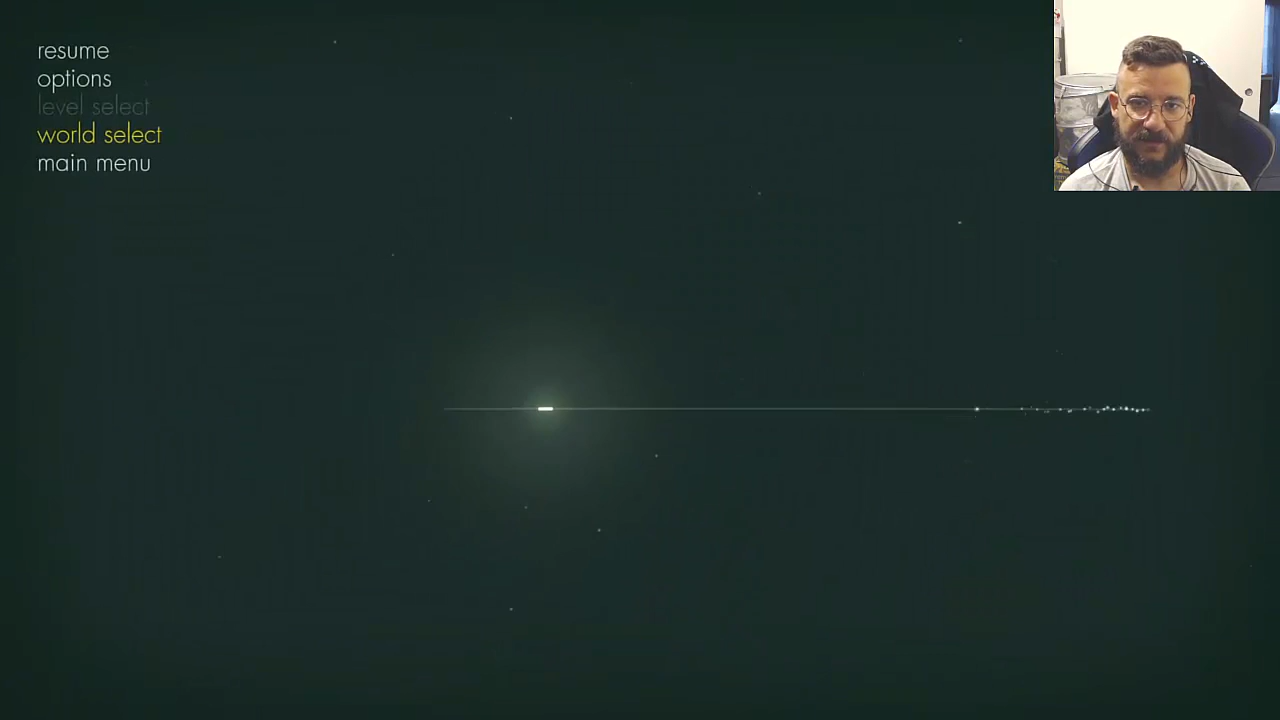 resume
options
level select
world select
main menu